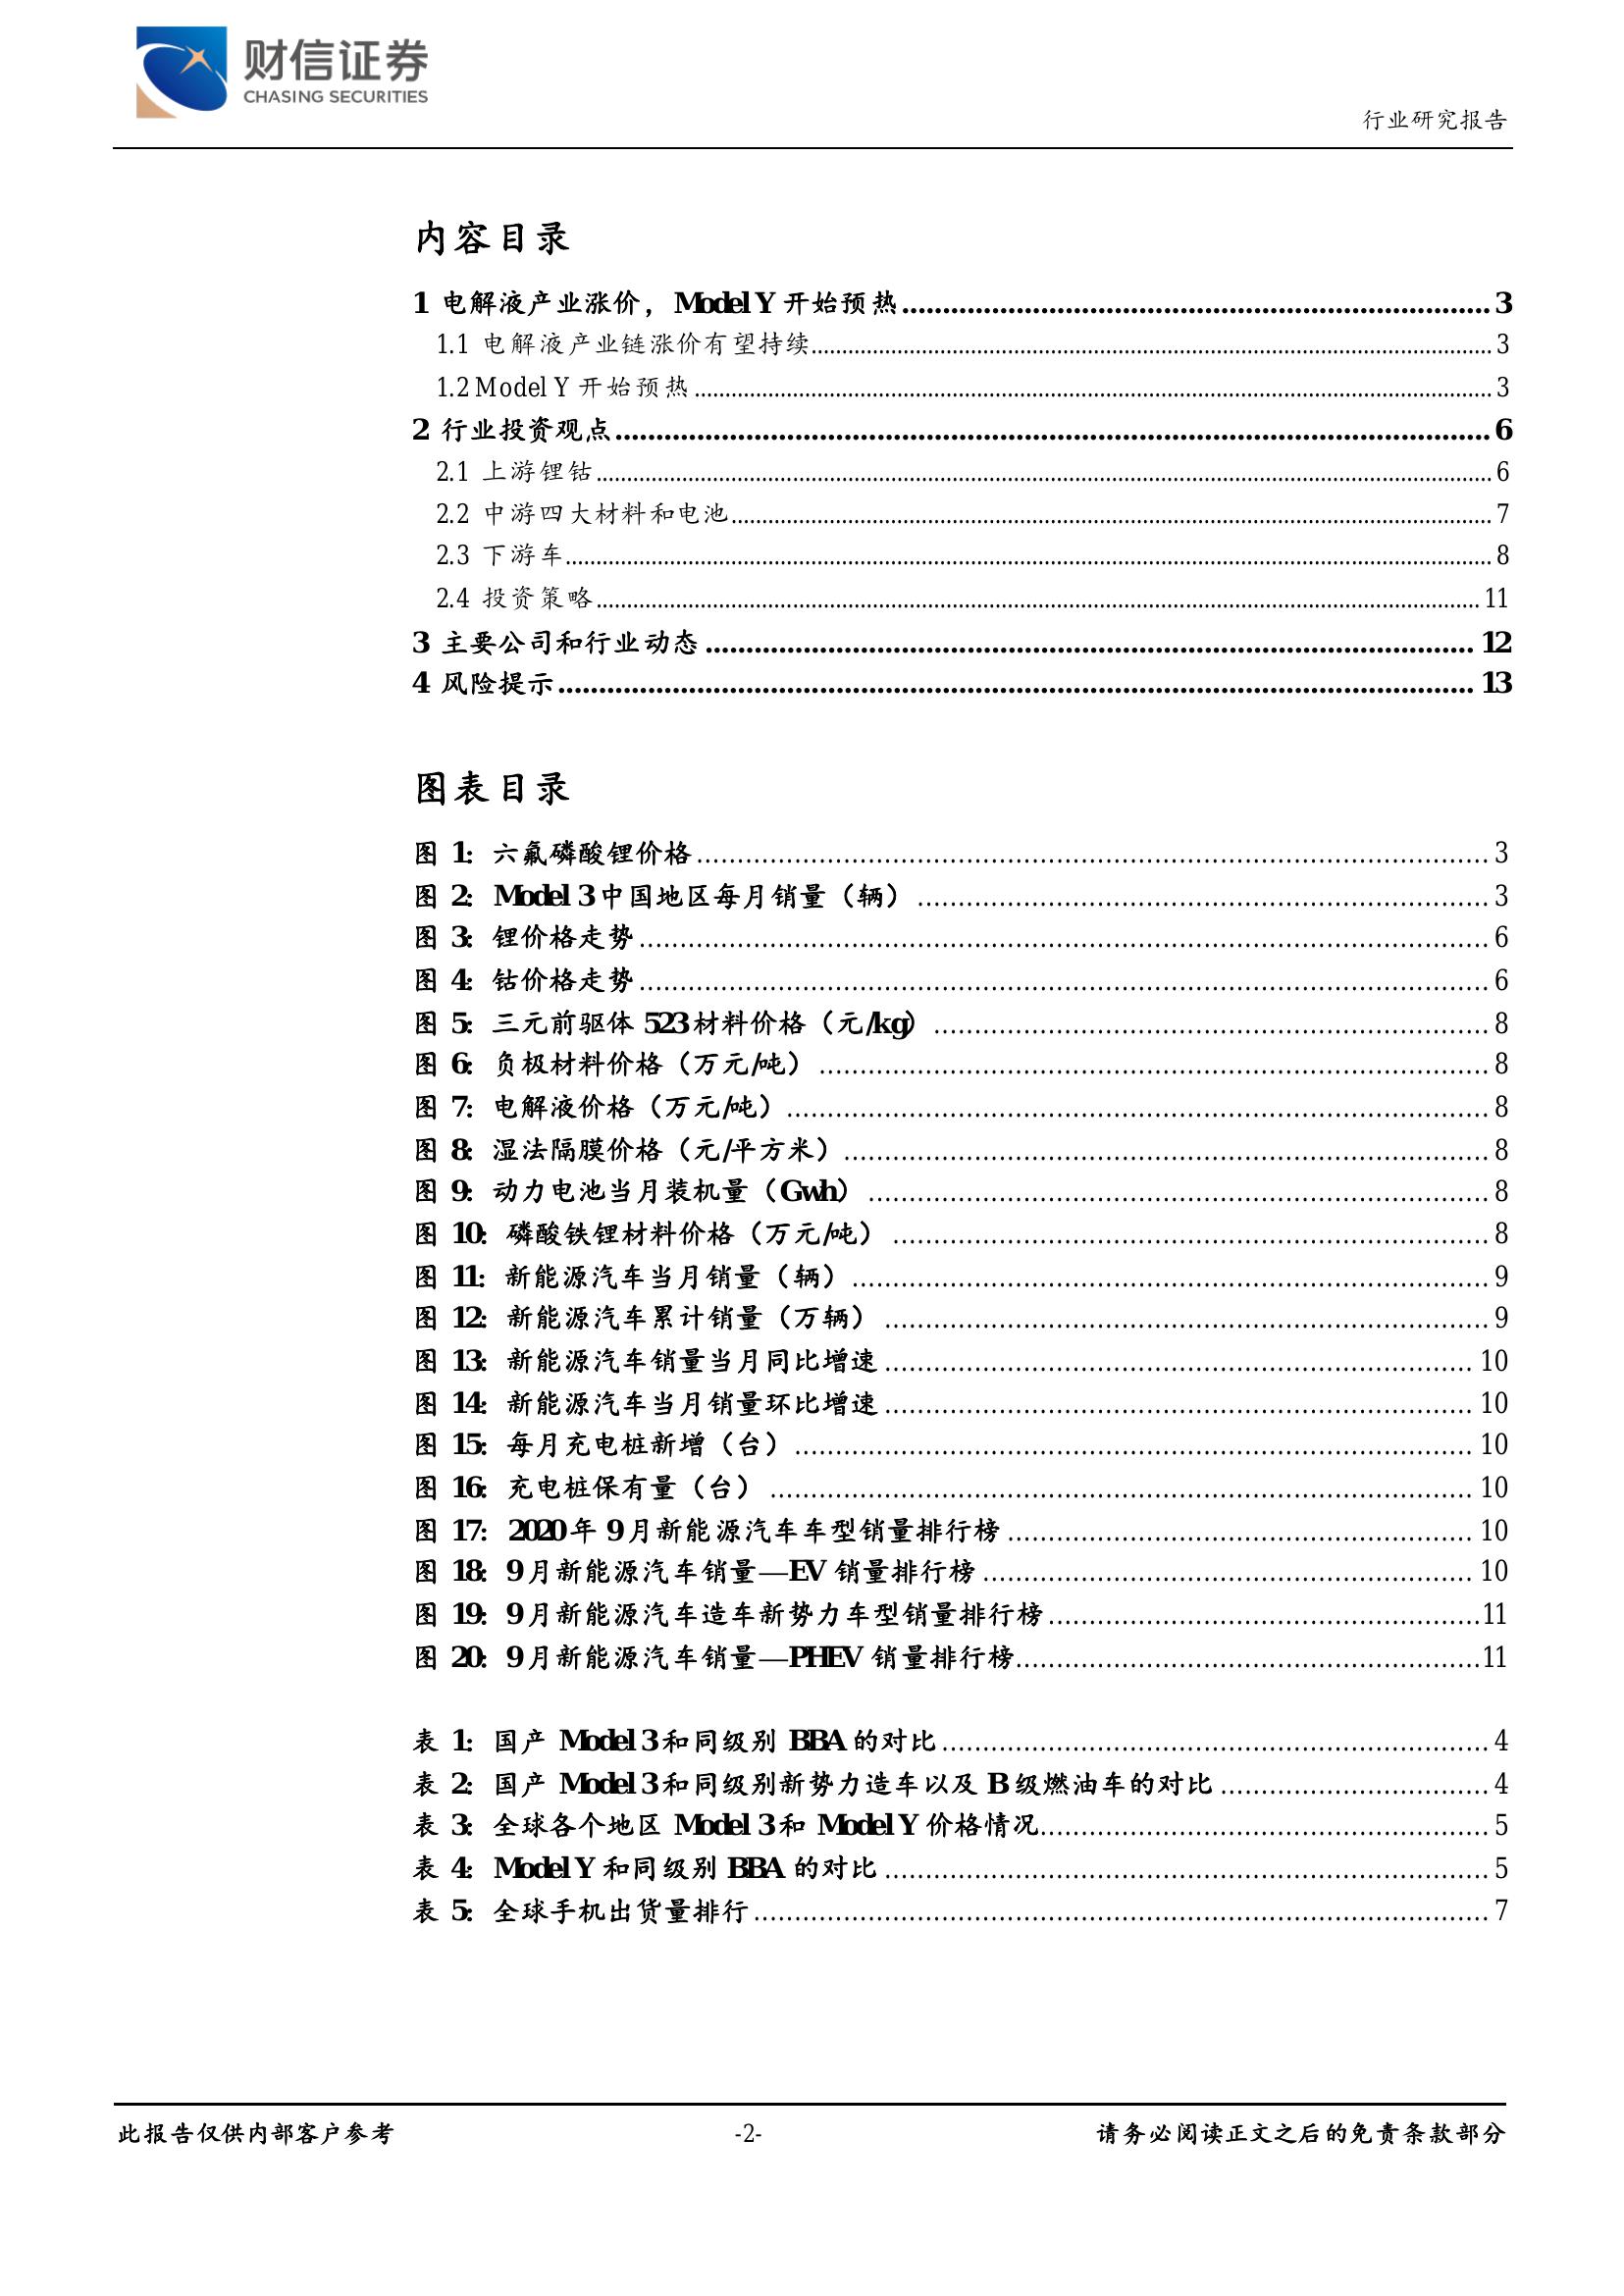 财信证券
CHASING SECURITIES
行业研究报告
内容目录
1 电解液产业涨价，Model Y 开始预热........ 3
1.1 电解液产业链涨价有望持续........ 3
1.2 Model Y 开始预热........ 3
2 行业投资观点........ 6
2.1 上游锂钴........ 6
2.2 中游四大材料和电池........ 7
2.3 下游车........ 8
2.4 投资策略........ 11
3 主要公司和行业动态........ 12
4 风险提示........ 13
图表目录
图 1：六氟磷酸锂价格........ 3
图 2：Model 3 中国地区每月销量（辆）........ 3
图 3：锂价格走势........ 6
图 4：钴价格走势........ 6
图 5：三元前驱体 523 材料价格（元/kg）........ 8
图 6：负极材料价格（万元/吨）........ 8
图 7：电解液价格（万元/吨）........ 8
图 8：湿法隔膜价格（元/平方米）........ 8
图 9：动力电池当月装机量（Gwh）........ 8
图 10：磷酸铁锂材料价格（万元/吨）........ 8
图 11：新能源汽车当月销量（辆）........ 9
图 12：新能源汽车累计销量（万辆）........ 9
图 13：新能源汽车销量当月同比增速........ 10
图 14：新能源汽车当月销量环比增速........ 10
图 15：每月充电桩新增（台）........ 10
图 16：充电桩保有量（台）........ 10
图 17：2020 年 9 月新能源汽车车型销量排行榜........ 10
图 18：9 月新能源汽车销量—EV 销量排行榜........ 10
图 19：9 月新能源汽车造车新势力车型销量排行榜........ 11
图 20：9 月新能源汽车销量—PHEV 销量排行榜........ 11
表 1：国产 Model 3 和同级别 BBA 的对比........ 4
表 2：国产 Model 3 和同级别新势力造车以及 B 级燃油车的对比........ 4
表 3：全球各个地区 Model 3 和 Model Y 价格情况........ 5
表 4：Model Y 和同级别 BBA 的对比........ 5
表 5：全球手机出货量排行........ 7
此报告仅供内部客户参考
-2-
请务必阅读正文之后的免责条款部分